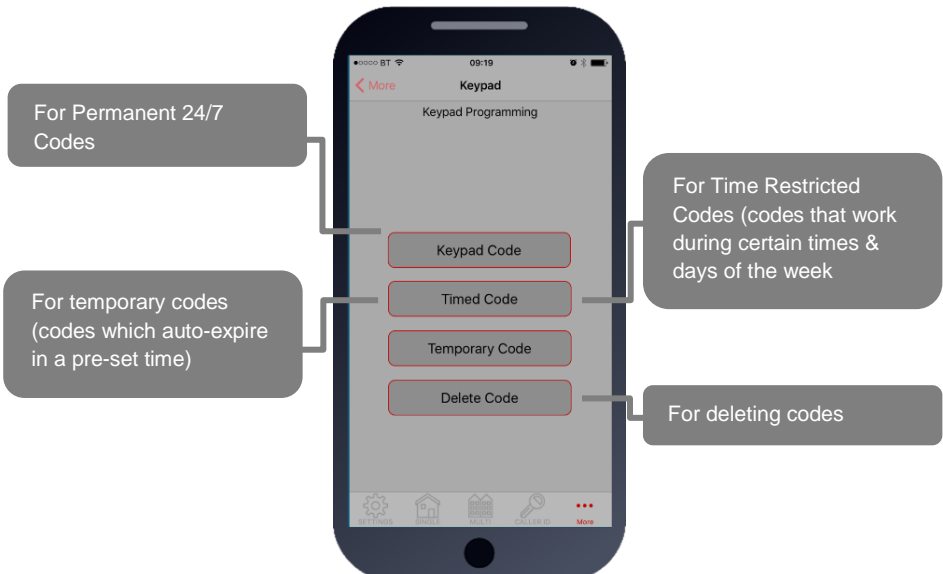 BT
09:19
More
Keypad
Keypad Programming
For Permanent 24/7
Codes
For Time Restricted
Codes (codes that work
during certain times &
days of the week
Keypad Code
For temporary codes
(codes which auto-expire
in a pre-set time)
Timed Code
Temporary Code
Delete Code
For deleting codes
SETTINGS
SINGLE
MULTI
CALLER ID
More